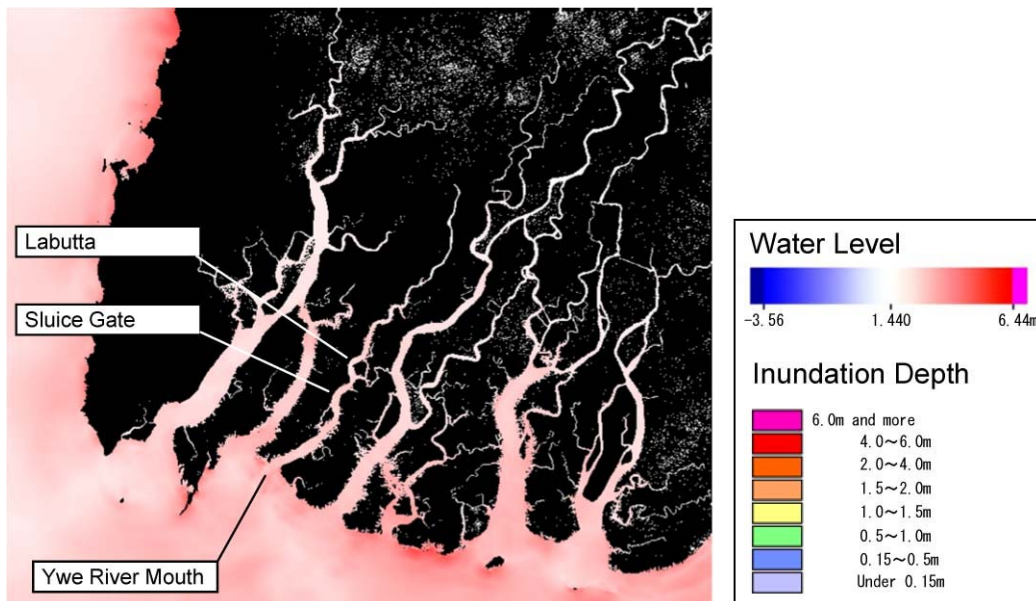 Labutta
Sluice Gate
Ywe River Mouth
Water Level
-3.56 1.440 6.44m
Inundation Depth
6.0m and more
4.0～6.0m
2.0～4.0m
1.5～2.0m
1.0～1.5m
0.5～1.0m
0.15～0.5m
Under 0.15m